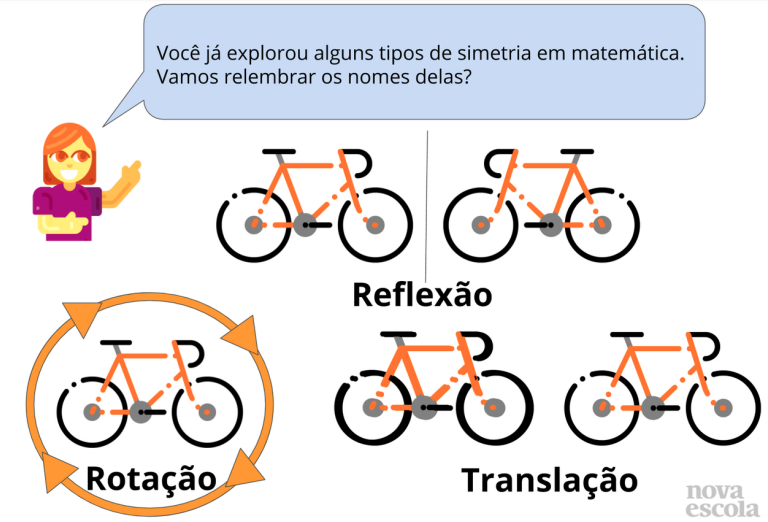 Você já explorou alguns tipos de simetria em matemática.
Vamos relembrar os nomes delas?
Reflexão
Rotação
Translação
nova
escola